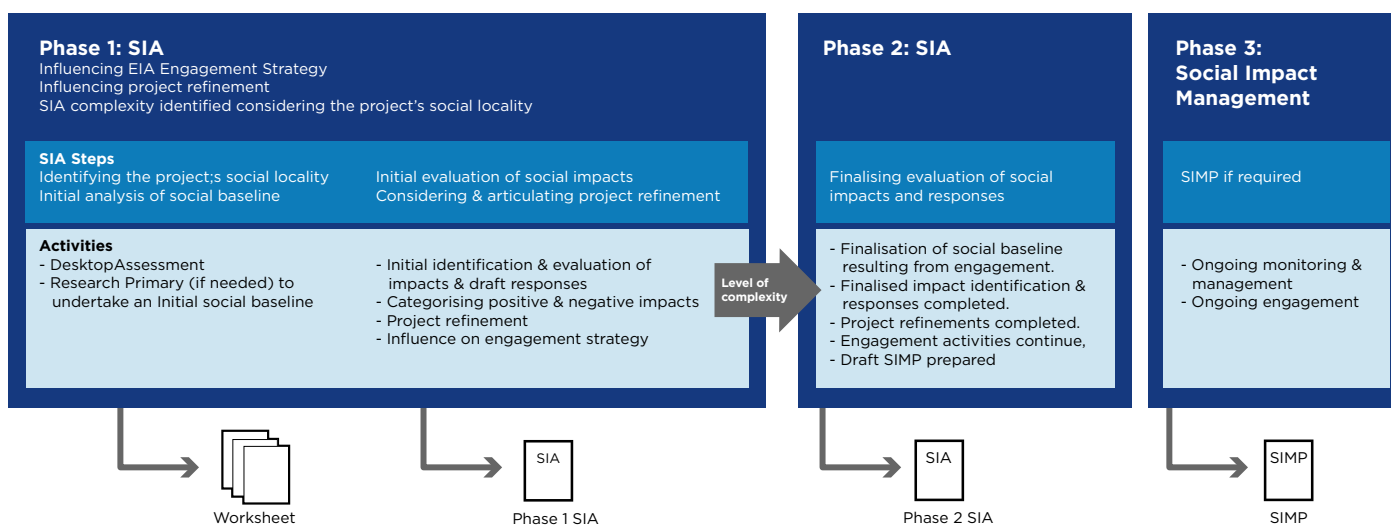 Phase 1: SIA
Influencing EIA Engagement Strategy
Influencing project refinement
SIA complexity identified considering the project's social locality
SIA Steps
Identifying the project;s social locality
Initial analysis of social baseline
Initial evaluation of social impacts
Considering & articulating project refinement
Activities
- DesktopAssessment
- Research Primary (if needed) to
undertake an Initial social baseline
- Initial identification & evaluation of
impacts & draft responses
- Categorising positive & negative impacts
- Project refinement
- Influence on engagement strategy
Worksheet
SIA
Phase 1 SIA
Level of
complexity
Phase 2: SIA
Finalising evaluation of social
impacts and responses
- Finalisation of social baseline
resulting from engagement.
- Finalised impact identification &
responses completed.
- Project refinements completed.
- Engagement activities continue,
- Draft SIMP prepared
SIA
Phase 2 SIA
Phase 3:
Social Impact
Management
SIMP if required
- Ongoing monitoring &
management
- Ongoing engagement
SIMP
SIMP